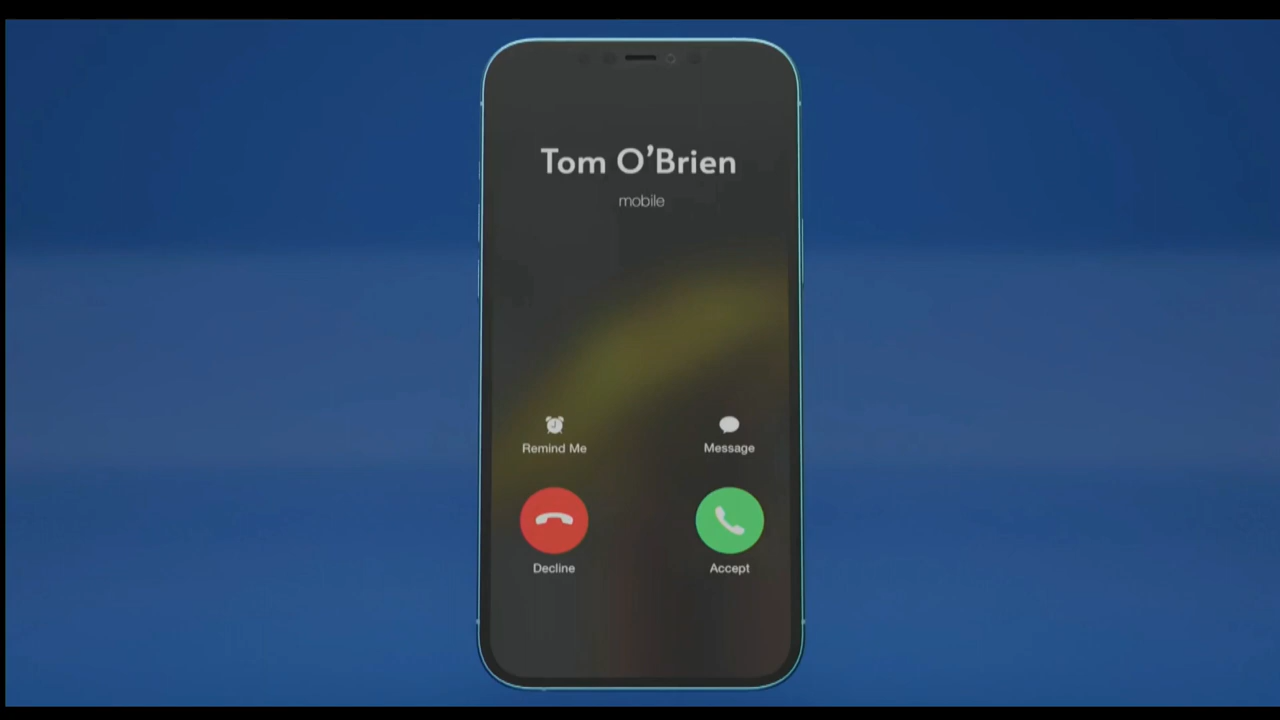 Tom O’Brien
mobile
Remind Me
Message
Decline
Accept